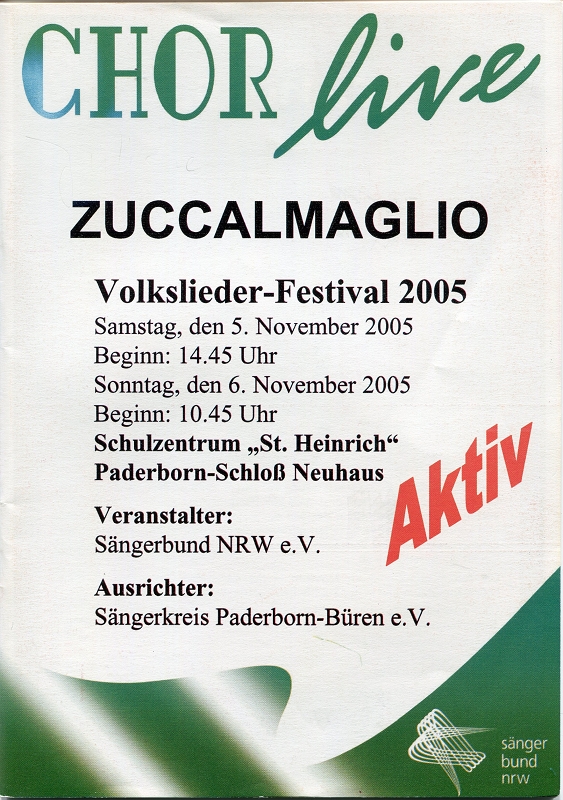 CHOR live
ZUCCALMAGLIO
Volkslieder-Festival 2005
Samstag, den 5. November 2005
Beginn: 14.45 Uhr
Sonntag, den 6. November 2005
Beginn: 10.45 Uhr
Schulzentrum „St. Heinrich“
Paderborn-Schloß Neuhaus
Aktiv
Veranstalter:
Sängerbund NRW e.V.
Ausrichter:
Sängerkreis Paderborn-Büren e.V.
sänger
bund
nrw